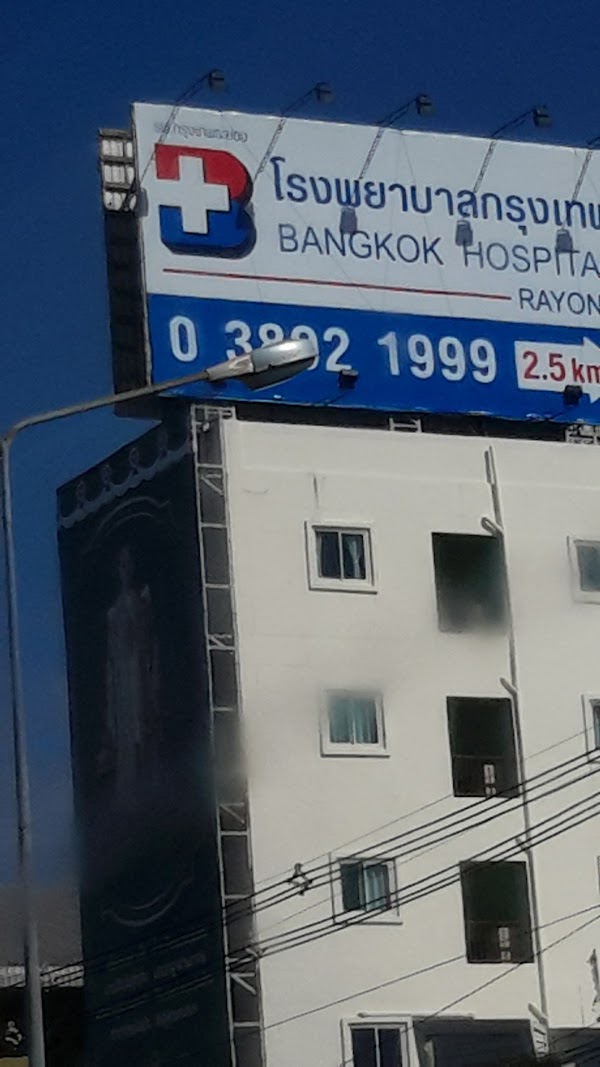 โรงพยาบาลกรุงเทพ
BANGKOK HOSPITA
RAYON
0 3892 1999
2.5 km